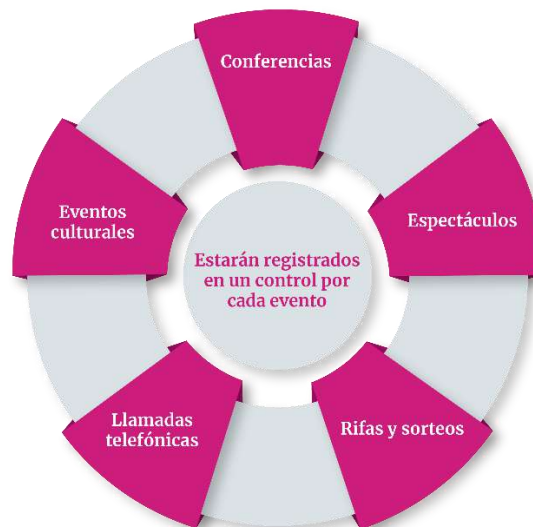 Conferencias
Espectáculos
Rifas y sorteos
Llamadas
telefónicas
Eventos
culturales
Estarán registrados
en un control por
cada evento